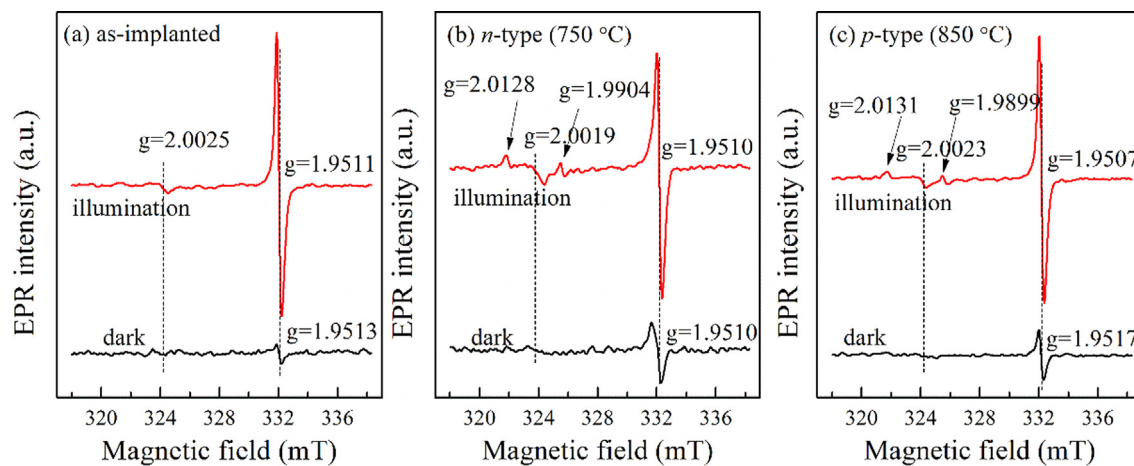 (a) as-implanted
g=2.0025
g=1.9511
illumination
dark
g=1.9513
320 324 328 332 336
Magnetic field (mT)
EPR intensity (a.u.)
(b) n-type (750 °C)
g=2.0128
g=1.9904
g=2.0019
g=1.9510
illumination
dark
g=1.9510
320 324 328 332 336
Magnetic field (mT)
EPR intensity (a.u.)
(c) p-type (850 °C)
g=2.0131
g=1.9899
g=2.0023
g=1.9507
illumination
dark
g=1.9517
320 324 328 332 336
Magnetic field (mT)
EPR intensity (a.u.)